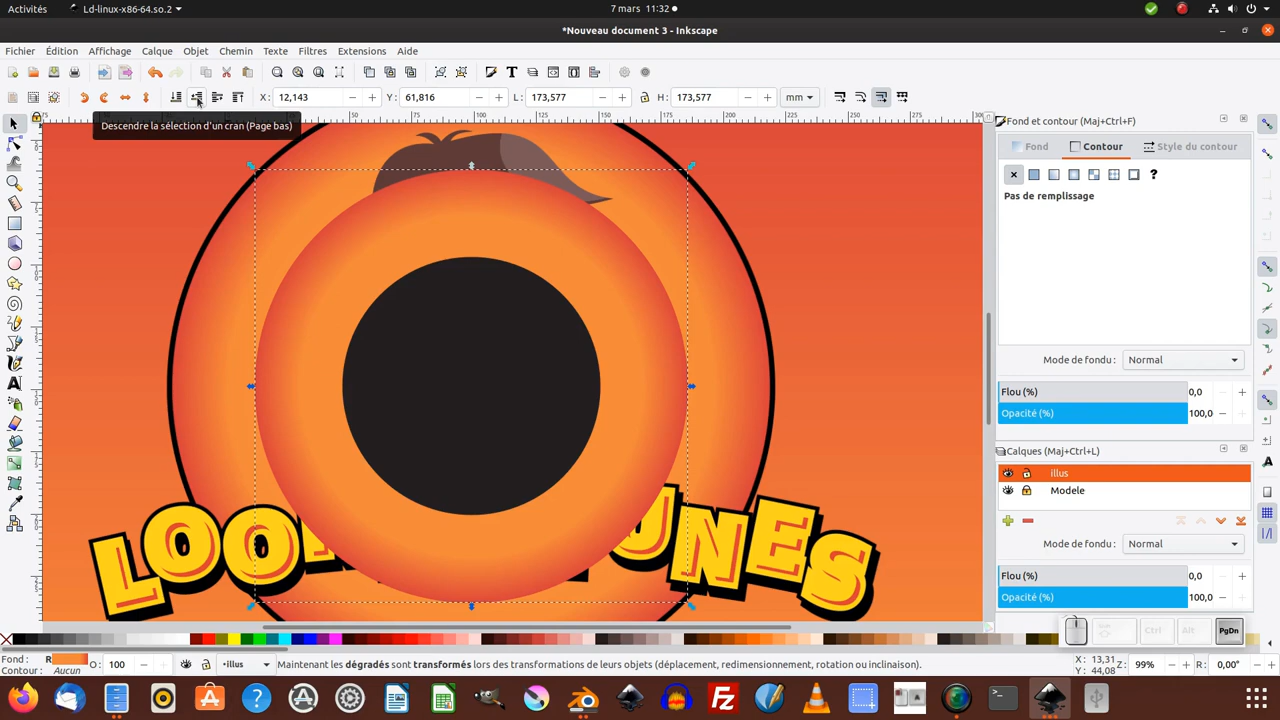 Activités
Ld-linux-x86-64.so.2
7 mars 11:32
*Nouveau document 3 - Inkscape
Fichier Édition Affichage Calque Objet Chemin Texte Filtres Extensions Aide
X: 12,143 Y: 61,816 L: 173,577 H: 173,577 mm
Descendre la sélection d'un cran (Page bas)
Fond et contour (Maj+Ctrl+F)
Fond Contour Style du contour
Pas de remplissage
Mode de fondu : Normal
Flou (%) 0,0
Opacité (%) 100,0
Calques (Maj+Ctrl+L)
illus
Modele
Mode de fondu : Normal
Flou (%) 0,0
Opacité (%) 100,0
Ctrl Alt PgDn
Fond : R O: 100 •illus Maintenant les dégradés sont transformés lors des transformations de leurs objets (déplacement, redimensionnement, rotation ou inclinaison).
Contour : Aucun
X: 13,31
Y: 44,08
Z: 99% R: 0,00°